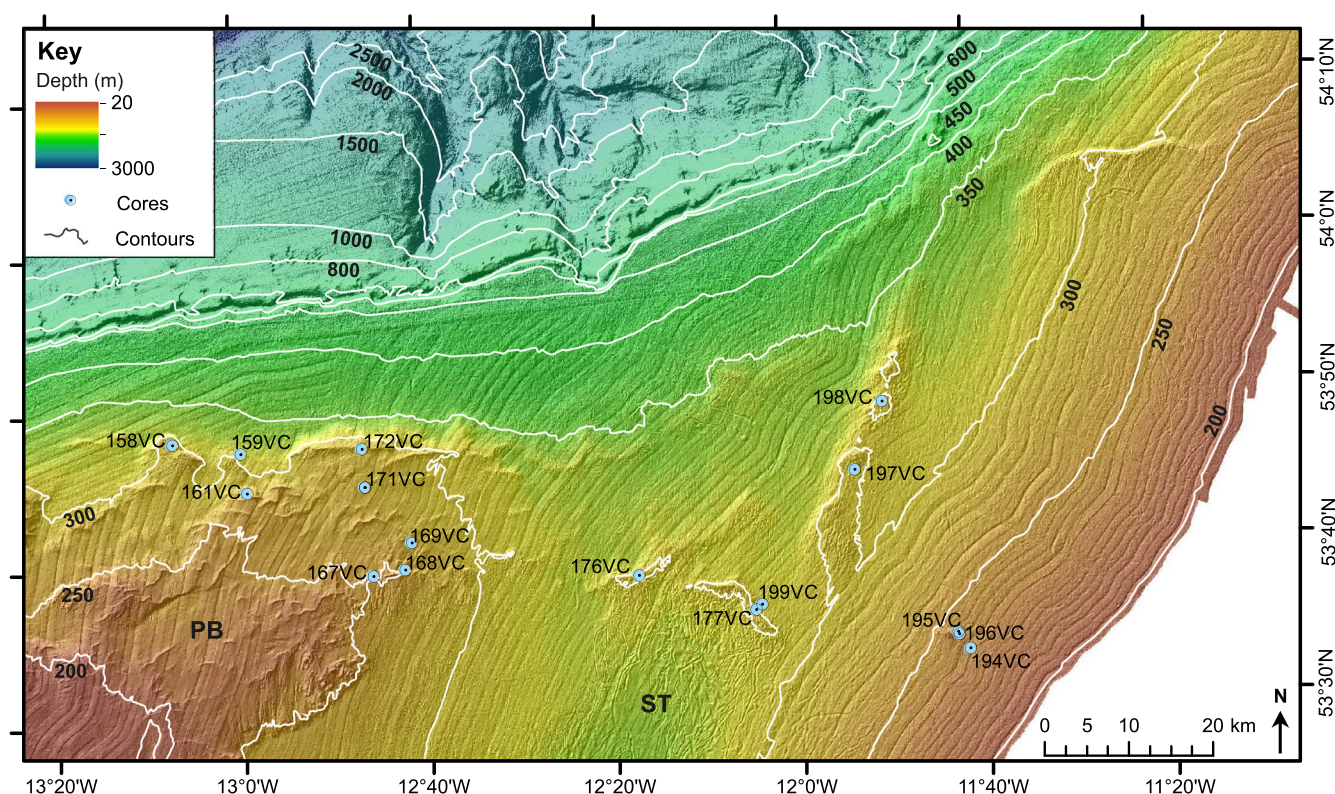 Key
Depth (m)
20
3000
Cores
Contours
2500
2000
1500
1000
800
600
500
450
400
350
300
250
200
54°10'N
54°0'N
53°50'N
53°40'N
53°30'N
198VC
197VC
158VC
159VC
172VC
161VC
171VC
300
169VC
167VC
168VC
176VC
199VC
177VC
250
PB
195VC
196VC
194VC
200
ST
N
0 5 10 20 km
13°20'W 13°0'W 12°40'W 12°20'W 12°0'W 11°40'W 11°20'W